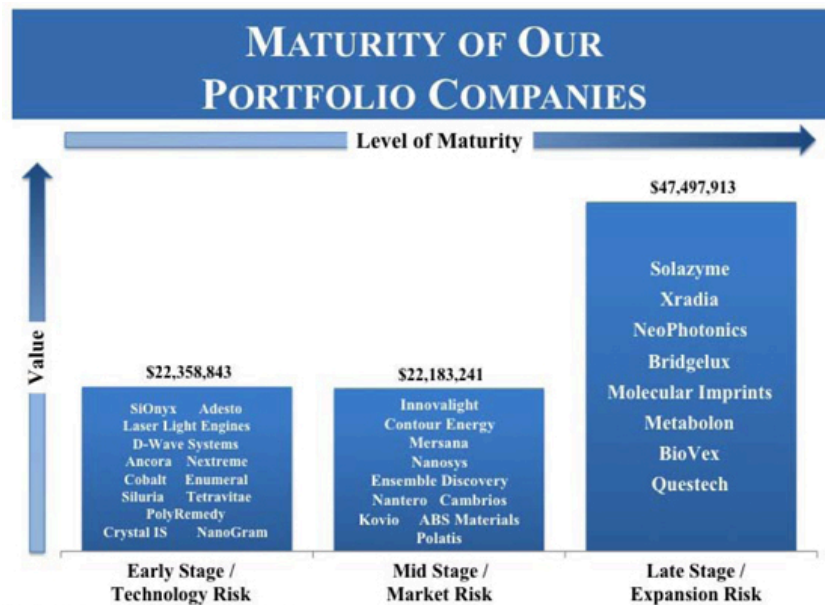 MATURITY OF OUR
PORTFOLIO COMPANIES
Level of Maturity
Value
$22,358,843
SiOnyx Adesto
Laser Light Engines
D-Wave Systems
Ancora Nextreme
Cobalt Enumeral
Siluria Tetravitae
PolyRemedy
Crystal IS NanoGram
Early Stage /
Technology Risk
$22,183,241
Innovalight
Contour Energy
Mersana
Nanosys
Ensemble Discovery
Nantero Cambrios
Kovio ABS Materials
Polatis
Mid Stage /
Market Risk
$47,497,913
Solazyme
Xradia
NeoPhotonics
Bridgelux
Molecular Imprints
Metabolon
BioVex
Questech
Late Stage /
Expansion Risk